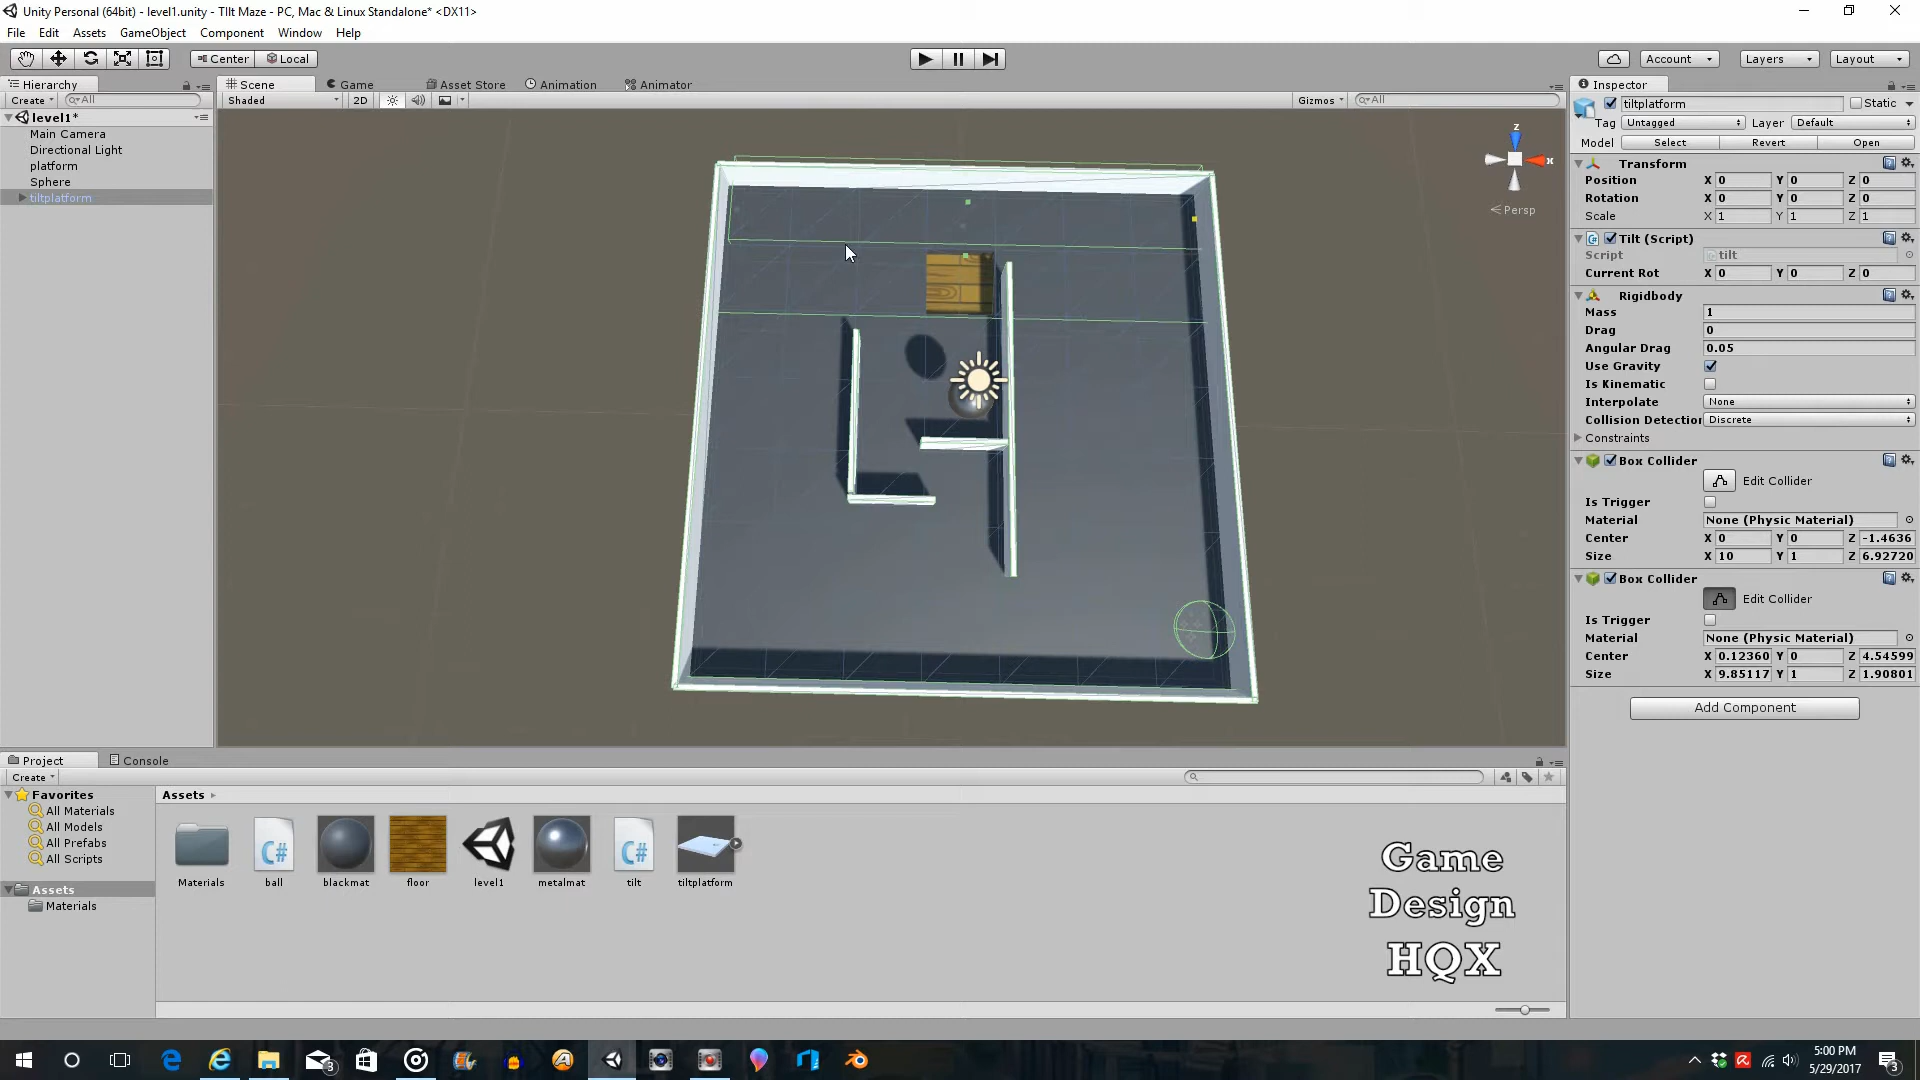 Unity Personal (64bit) - level1.unity - TIlt Maze - PC, Mac & Linux Standalone* <DX11>
File Edit Assets GameObject Component Window Help
Center Local Account Layers Layout
Hierarchy Scene Game Asset Store Animation Animator Inspector
Create All Shaded 2D Gizmos All
tiltplatform Static
level1*
Tag Untagged Layer Default
Main Camera
Directional Light
Model Select Revert Open
platform
Transform
Sphere
Position X 0 Y 0 Z 0
tiltplatform
Rotation X 0 Y 0 Z 0
Scale X 1 Y 1 Z 1
z
x
Persp
Tilt (Script)
Script tilt
Current Rot X 0 Y 0 Z 0
Rigidbody
Mass 1
Drag 0
Angular Drag 0.05
Use Gravity
Is Kinematic
Interpolate None
Collision Detection Discrete
Constraints
Box Collider
Edit Collider
Is Trigger
Material None (Physic Material)
Center X 0 Y 0 Z -1.4636
Size X 10 Y 1 Z 6.92720
Box Collider
Edit Collider
Is Trigger
Material None (Physic Material)
Center X 0.12360 Y 0 Z 4.54599
Size X 9.85117 Y 1 Z 1.90801
Add Component
Project Console
Create
Favorites
All Materials
All Models
All Prefabs
All Scripts
Assets
Materials
Assets
C# C#
Materials ball blackmat floor level1 metalmat tilt tiltplatform
Game
Design
HQX
3
5:00 PM
5/29/2017
3